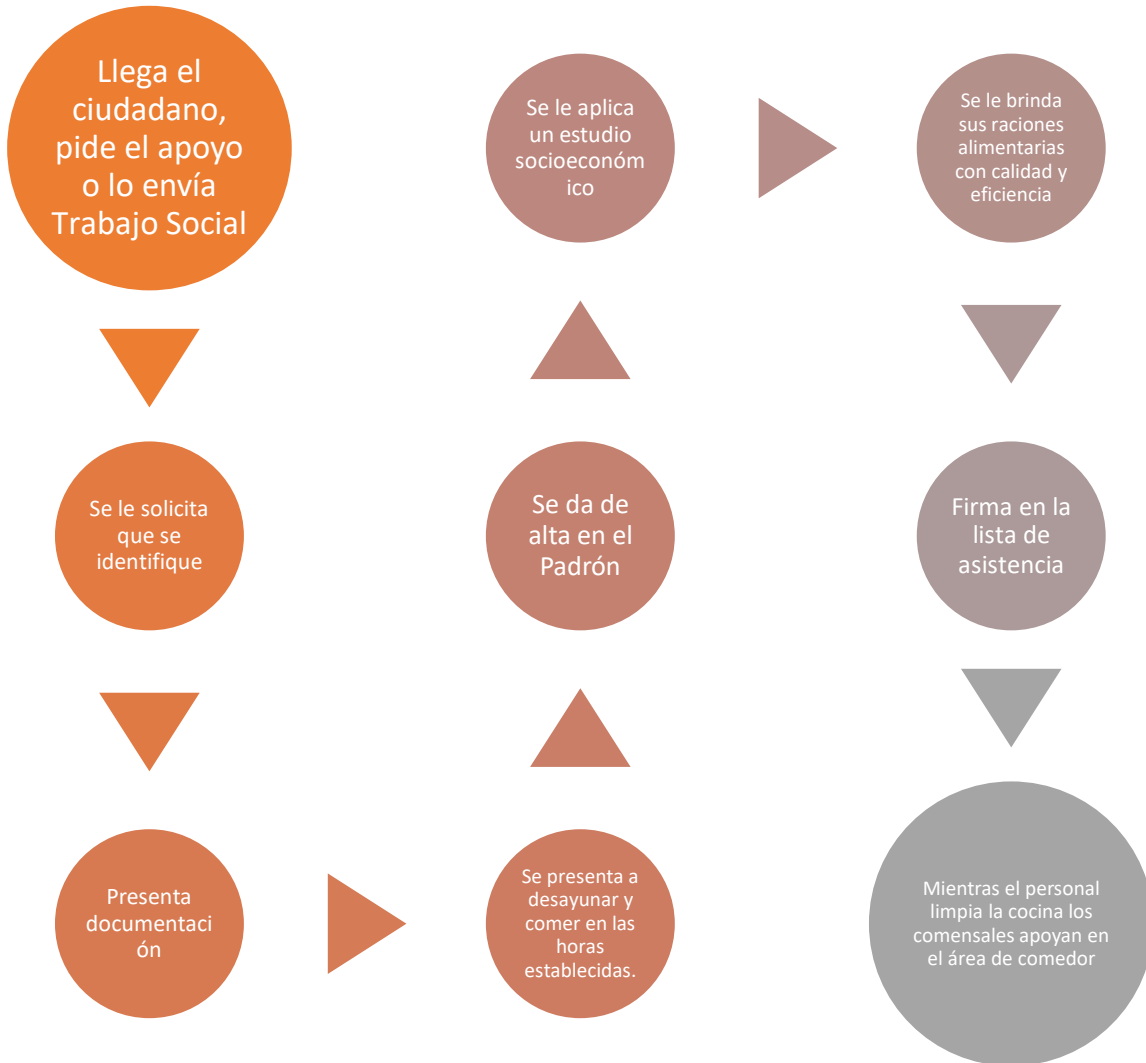 Llega el
ciudadano,
pide el apoyo
o lo envía
Trabajo Social
Se le solicita
que se
identifique
Presenta
documentaci
ón
Se presenta a
desayunar y
comer en las
horas
establecidas.
Se da de
alta en el
Padrón
Se le aplica
un estudio
socioeconóm
ico
Se le brinda
sus raciones
alimentarias
con calidad y
eficiencia
Firma en la
lista de
asistencia
Mientras el personal
limpia la cocina los
comensales apoyan en
el área de comedor